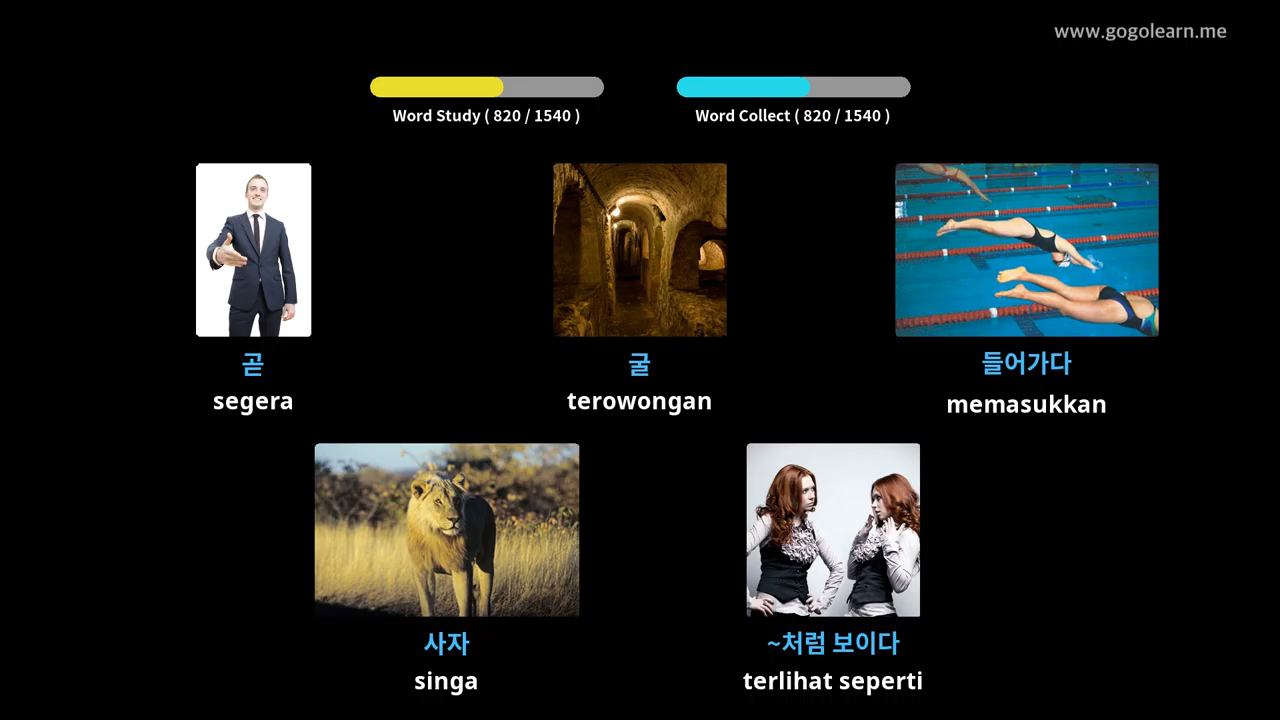 www.gogolearn.me
Word Study ( 820 / 1540 )
Word Collect ( 820 / 1540 )
곧
segera
굴
terowongan
들어가다
memasukkan
사자
singa
~처럼 보이다
terlihat seperti